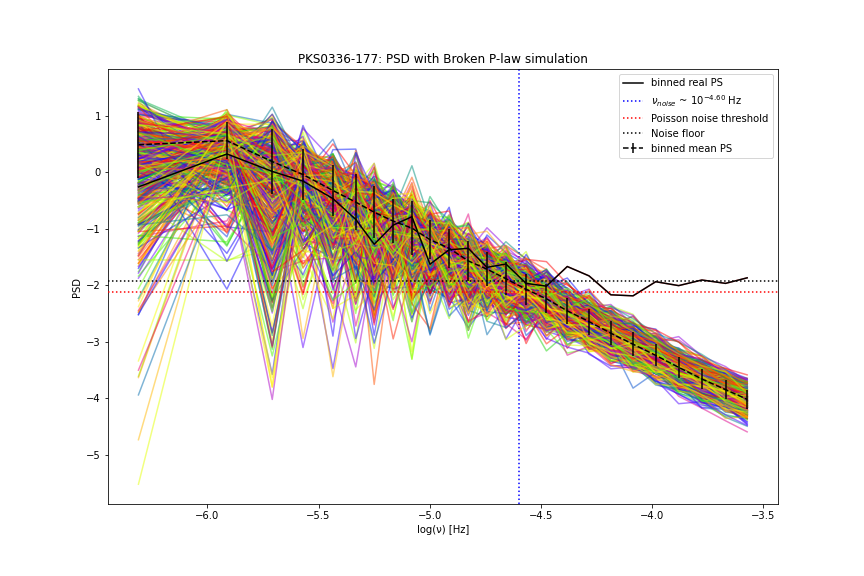 PKS0336-177: PSD with Broken P-law simulation
binned real PS
ν_noise ~ 10^−4.60 Hz
Poisson noise threshold
Noise floor
binned mean PS
PSD
1
0
−1
−2
−3
−4
−5
−6.0 −5.5 −5.0 −4.5 −4.0 −3.5
log(ν) [Hz]